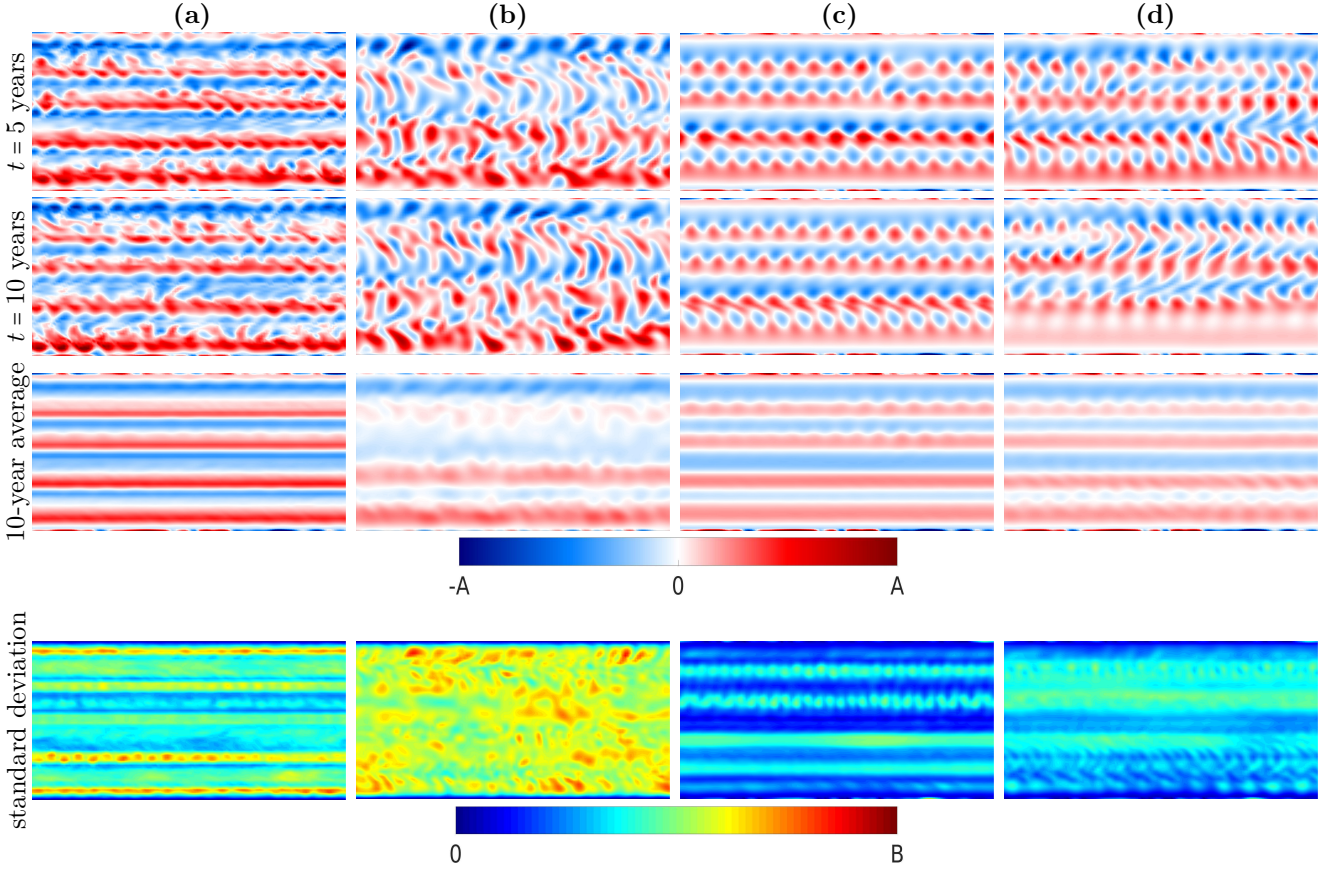 (a) (b) (c) (d)
t = 5 years
t = 10 years
10-year average
-A 0 A
standard deviation
0 B